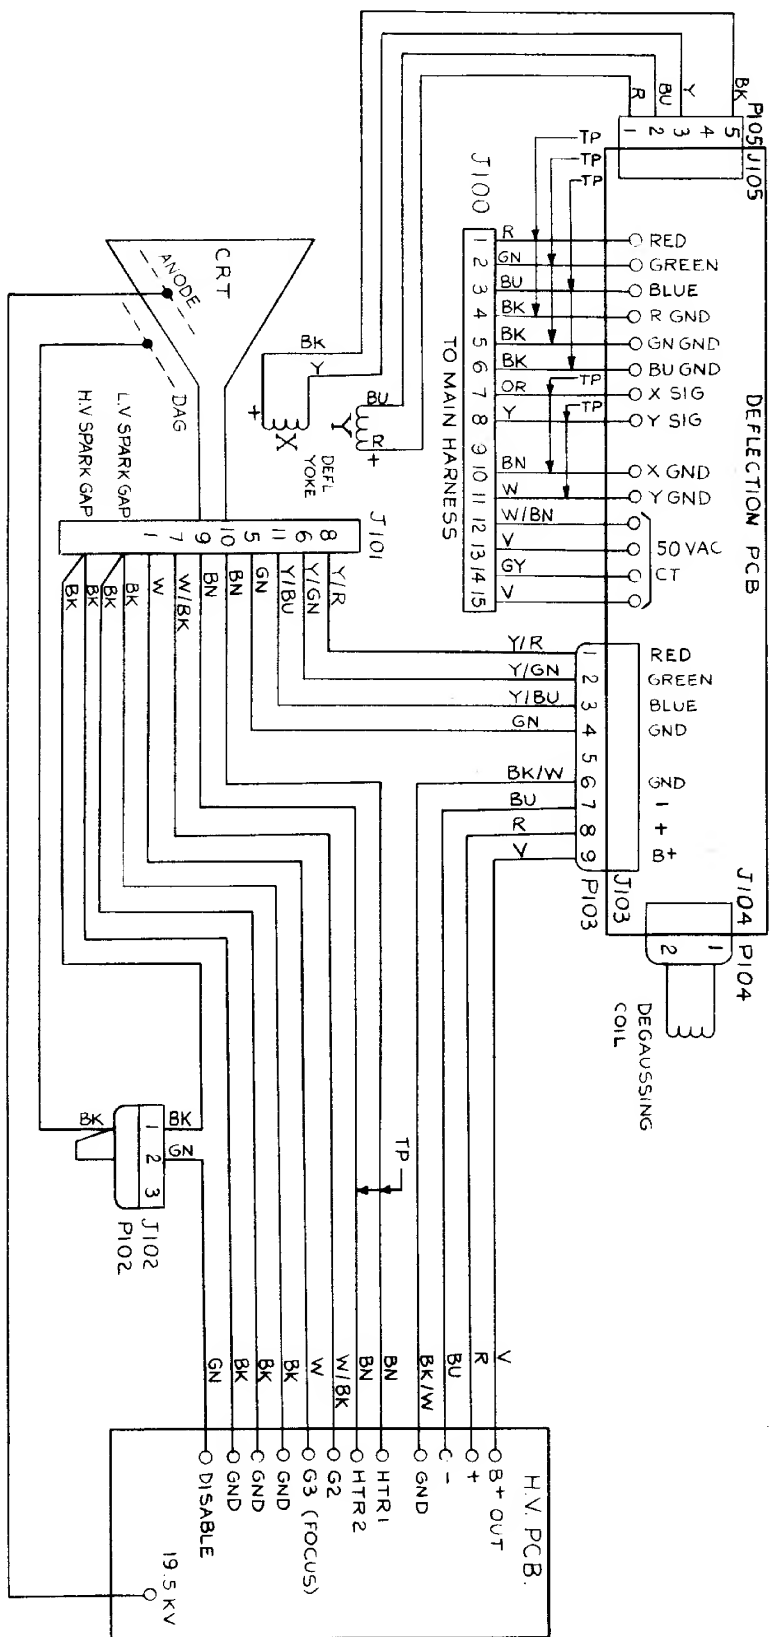 DEFLECTION PCB
P105 J105
1 2 3 4 5
R BU Y BK
TP
TP
TP
J100
TO MAIN HARNESS
1 R RED
2 GN GREEN
3 BU BLUE
4 BK R GND
5 BK GN GND
6 BK BU GND
7 OR TP X SIG
8 Y TP Y SIG
9
10 BN X GND
11 W Y GND
12 W/BN
13 V 50 VAC
14 GY CT
15 V
Y/R 1 RED
Y/GN 2 GREEN
Y/BU 3 BLUE
GN 4 GND
5
BK/W 6 GND
BU 7 -
R 8 +
V 9 B+
P103 J103
J104 P104
2 1
DEGAUSSING
COIL
CRT
ANODE
DAG
BK
Y
+ X
BU
Y
R
+
DEFL
YOKE
J101
8 Y/R
6 Y/GN
11 Y/BU
5 GN
10 BN
9 BN
7 W/BK
1 W
L.V SPARK GAP BK
BK
H.V SPARK GAP BK
BK
BK 1 BK
2 GN
3
J102
P102
TP
H.V. PCB.
V B+ OUT
R +
BU -
BK/W GND
BN HTR1
BN HTR2
W/BK G2
W G3 (FOCUS)
BK GND
BK GND
BK GND
GN DISABLE
19.5 KV